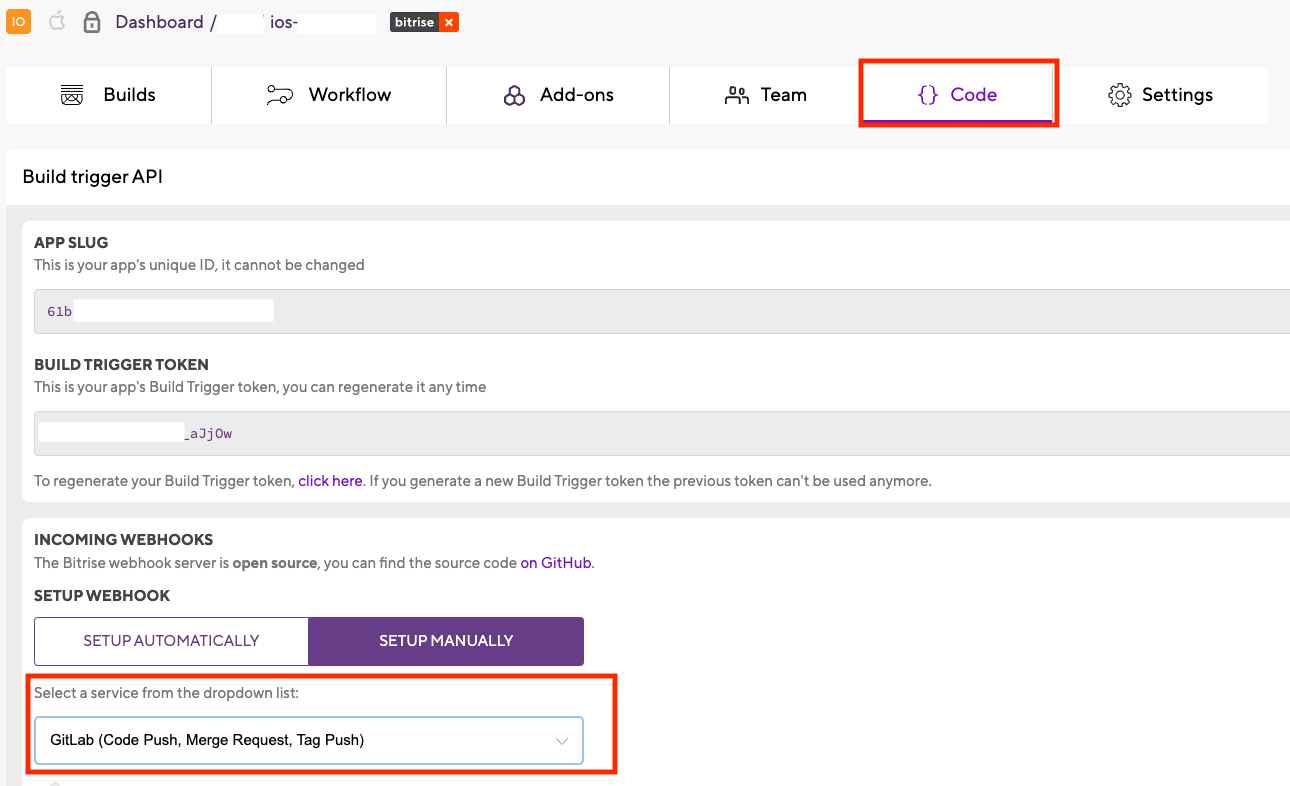 IO Dashboard / ios- bitrise ×
Builds Workflow Add-ons Team {} Code Settings
Build trigger API
APP SLUG
This is your app's unique ID, it cannot be changed
61b
BUILD TRIGGER TOKEN
This is your app's Build Trigger token, you can regenerate it any time
_aJjOw
To regenerate your Build Trigger token, click here. If you generate a new Build Trigger token the previous token can't be used anymore.
INCOMING WEBHOOKS
The Bitrise webhook server is open source, you can find the source code on GitHub.
SETUP WEBHOOK
SETUP AUTOMATICALLY SETUP MANUALLY
Select a service from the dropdown list:
GitLab (Code Push, Merge Request, Tag Push)